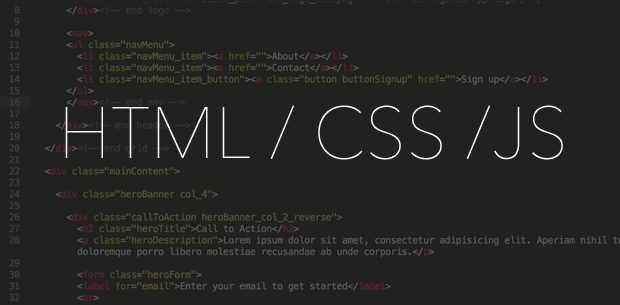 8 </div><!-- end logo -->
9
10 <nav>
11 <ul class="navMenu">
12 <li class="navMenu_item"><a href="">About</a></li>
13 <li class="navMenu_item"><a href="">Contact</a></li>
14 <li class="navMenu_item_button"><a class="button buttonSignup" href="">Sign up</a></li>
15 </ul>
16 </nav><!-- end nav -->
17
18 </div><!-- end header -->
HTML / CSS / JS
19
20 </div><!-- end grid -->
21
22 <div class="mainContent">
23
24 <div class="heroBanner col_4">
25
26 <div class="callToAction heroBanner_col_2_reverse">
27 <h2 class="heroTitle">Call to Action</h2>
28 <p class="heroDescription">Lorem ipsum dolor sit amet, consectetur adipisicing elit. Aperiam nihil
doloremque porro libero molestiae recusandae ab unde corporis.</p>
29
30 <form class="heroForm">
31 <label for="email">Enter your email to get started</label>
32 <br>